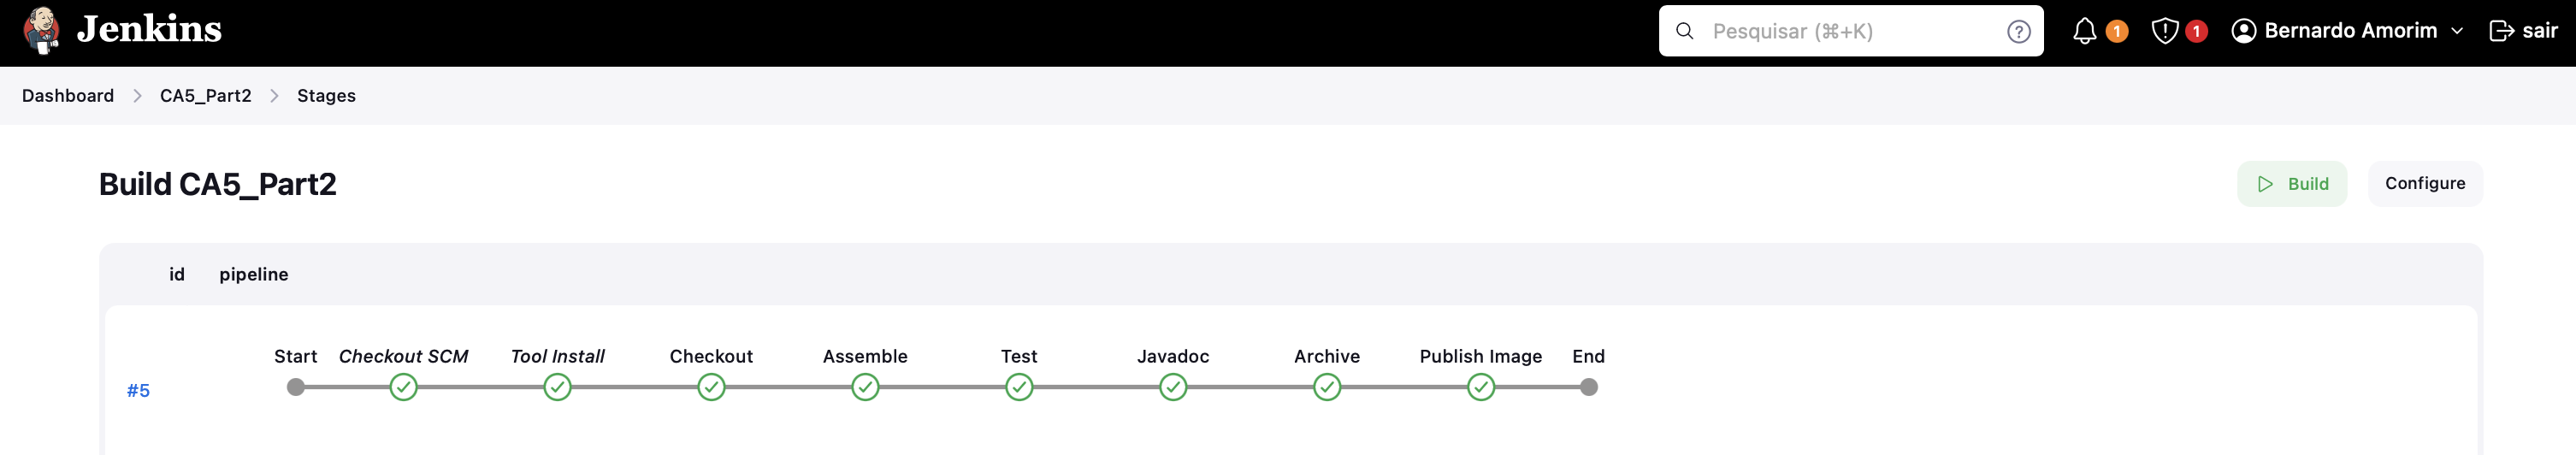 Jenkins
Pesquisar (⌘+K)
1
1
Bernardo Amorim
sair
Dashboard
CA5_Part2
Stages
Build CA5_Part2
Build
Configure
id pipeline
Start Checkout SCM Tool Install Checkout Assemble Test Javadoc Archive Publish Image End
#5